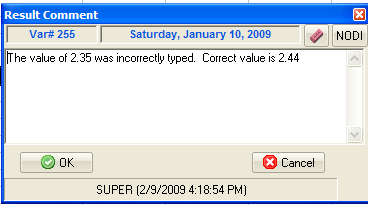 Result Comment
Var# 255 Saturday, January 10, 2009 NODI
The value of 2.35 was incorrectly typed.  Correct value is 2.44
OK Cancel
SUPER (2/9/2009 4:18:54 PM)